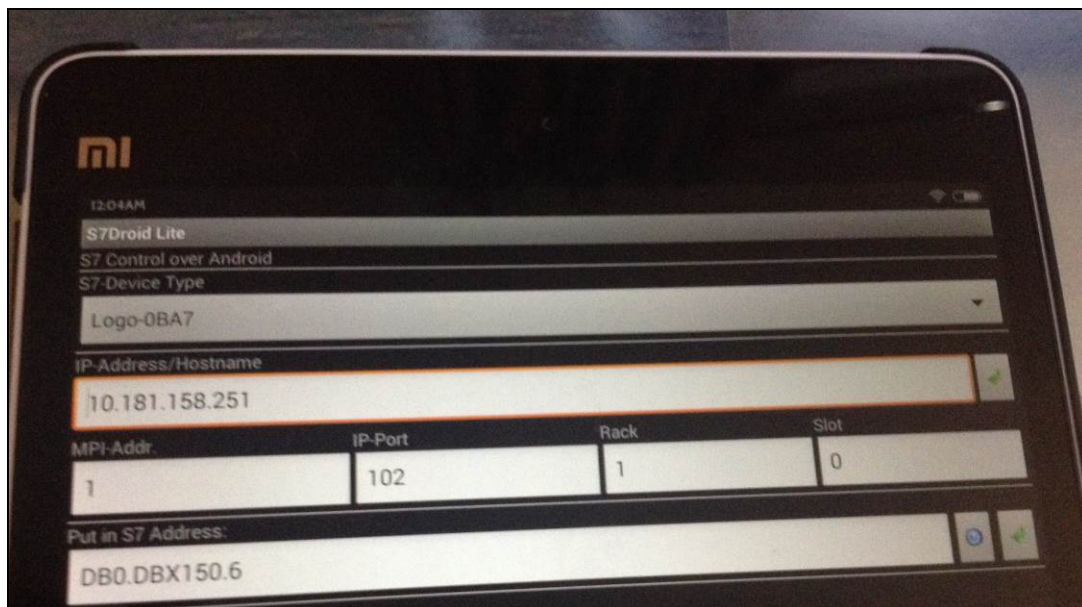 mi
12:04AM
S7Droid Lite
S7 Control over Android
S7-Device Type
Logo-0BA7
IP-Address/Hostname
10.181.158.251
MPI-Addr. IP-Port Rack Slot
1 102 1 0
Put in S7 Address:
DB0.DBX150.6